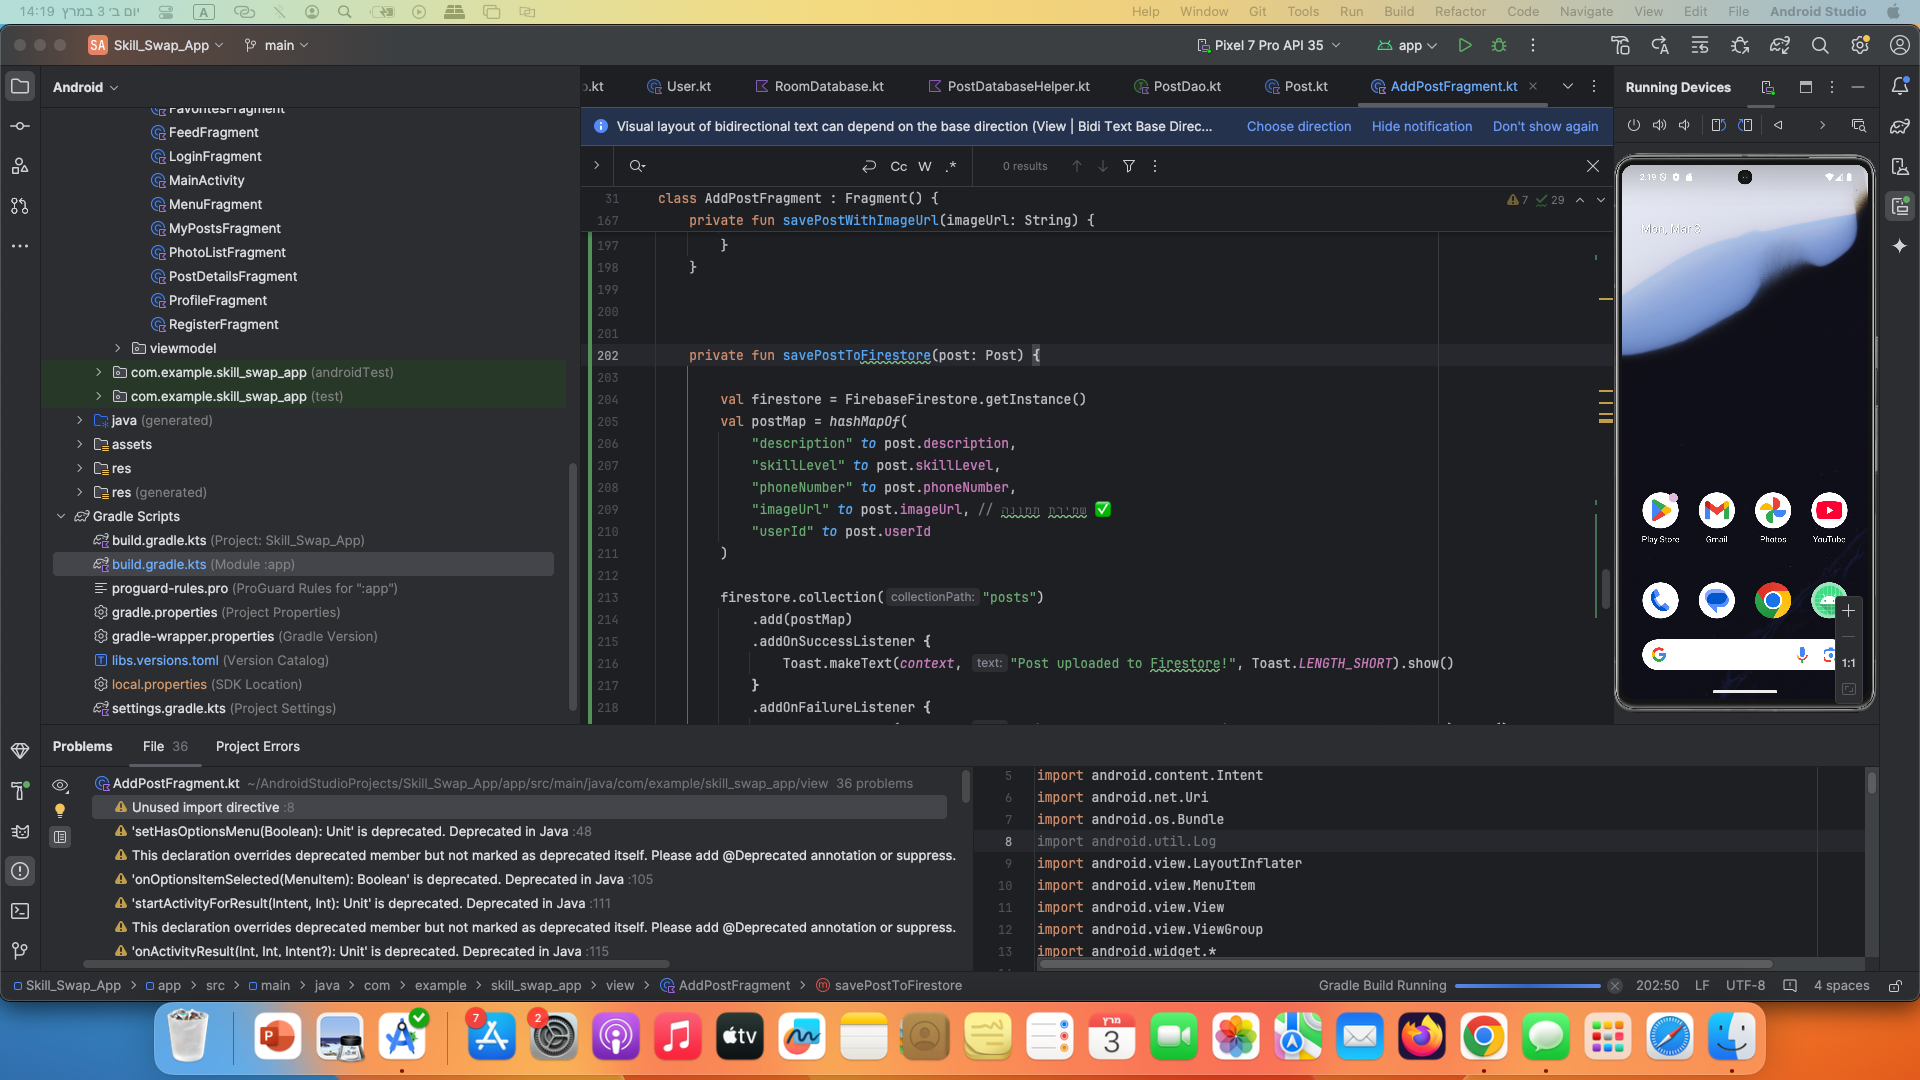 יום ב׳ 3 במרץ 14:19
Help Window Git Tools Run Build Refactor Code Navigate View Edit File Android Studio
SA Skill_Swap_App main Pixel 7 Pro API 35 app
Android
FavoritesFragment
FeedFragment
LoginFragment
MainActivity
MenuFragment
MyPostsFragment
PhotoListFragment
PostDetailsFragment
ProfileFragment
RegisterFragment
viewmodel
com.example.skill_swap_app (androidTest)
com.example.skill_swap_app (test)
java (generated)
assets
res
res (generated)
Gradle Scripts
build.gradle.kts (Project: Skill_Swap_App)
build.gradle.kts (Module :app)
proguard-rules.pro (ProGuard Rules for ":app")
gradle.properties (Project Properties)
gradle-wrapper.properties (Gradle Version)
libs.versions.toml (Version Catalog)
local.properties (SDK Location)
settings.gradle.kts (Project Settings)
.kt User.kt RoomDatabase.kt PostDatabaseHelper.kt PostDao.kt Post.kt AddPostFragment.kt
Visual layout of bidirectional text can depend on the base direction (View | Bidi Text Base Direc... Choose direction Hide notification Don't show again
Cc W .* 0 results
31 class AddPostFragment : Fragment() {
7 29
167 private fun savePostWithImageUrl(imageUrl: String) {
197 }
198 }
199
200
201
202 private fun savePostToFirestore(post: Post) {
203
204 val firestore = FirebaseFirestore.getInstance()
205 val postMap = hashMapOf(
206 "description" to post.description,
207 "skillLevel" to post.skillLevel,
208 "phoneNumber" to post.phoneNumber,
209 "imageUrl" to post.imageUrl, // שמירת תמונה ✅
210 "userId" to post.userId
211 )
212
213 firestore.collection( collectionPath: "posts")
214 .add(postMap)
215 .addOnSuccessListener {
216 Toast.makeText(context, text: "Post uploaded to Firestore!", Toast.LENGTH_SHORT).show()
217 }
218 .addOnFailureListener {
Running Devices
2:19
Mon, Mar 3
Play Store Gmail Photos YouTube
1:1
Problems File 36 Project Errors
AddPostFragment.kt ~/AndroidStudioProjects/Skill_Swap_App/app/src/main/java/com/example/skill_swap_app/view 36 problems
Unused import directive :8
'setHasOptionsMenu(Boolean): Unit' is deprecated. Deprecated in Java :48
This declaration overrides deprecated member but not marked as deprecated itself. Please add @Deprecated annotation or suppress.
'onOptionsItemSelected(MenuItem): Boolean' is deprecated. Deprecated in Java :105
'startActivityForResult(Intent, Int): Unit' is deprecated. Deprecated in Java :111
This declaration overrides deprecated member but not marked as deprecated itself. Please add @Deprecated annotation or suppress.
'onActivityResult(Int, Int, Intent?): Unit' is deprecated. Deprecated in Java :115
5 import android.content.Intent
6 import android.net.Uri
7 import android.os.Bundle
8 import android.util.Log
9 import android.view.LayoutInflater
10 import android.view.MenuItem
11 import android.view.View
12 import android.view.ViewGroup
13 import android.widget.*
Skill_Swap_App app src main java com example skill_swap_app view AddPostFragment savePostToFirestore
Gradle Build Running 202:50 LF UTF-8 4 spaces
7 2 tv מרץ 3